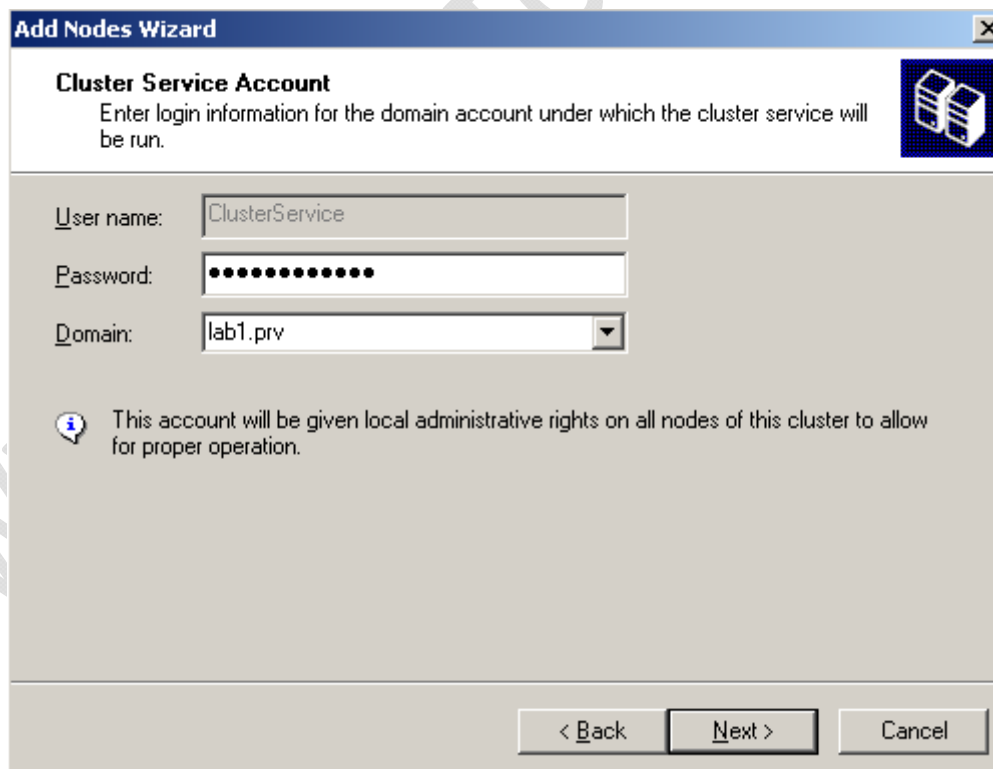 Add Nodes Wizard
Cluster Service Account
Enter login information for the domain account under which the cluster service will
be run.
User name: ClusterService
Password: ●●●●●●●●●●●●
Domain: lab1.prv
This account will be given local administrative rights on all nodes of this cluster to allow
for proper operation.
< Back Next > Cancel